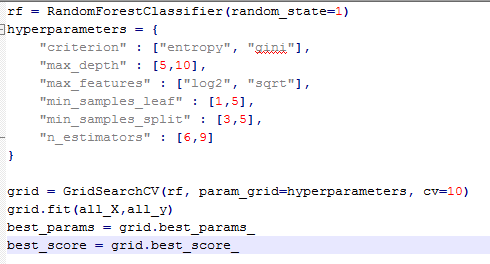 rf = RandomForestClassifier(random_state=1)
hyperparameters = {
    "criterion" : ["entropy", "gini"],
    "max_depth" : [5,10],
    "max_features" : ["log2", "sqrt"],
    "min_samples_leaf" : [1,5],
    "min_samples_split" : [3,5],
    "n_estimators" : [6,9]
}

grid = GridSearchCV(rf, param_grid=hyperparameters, cv=10)
grid.fit(all_X,all_y)
best_params = grid.best_params_
best_score = grid.best_score_